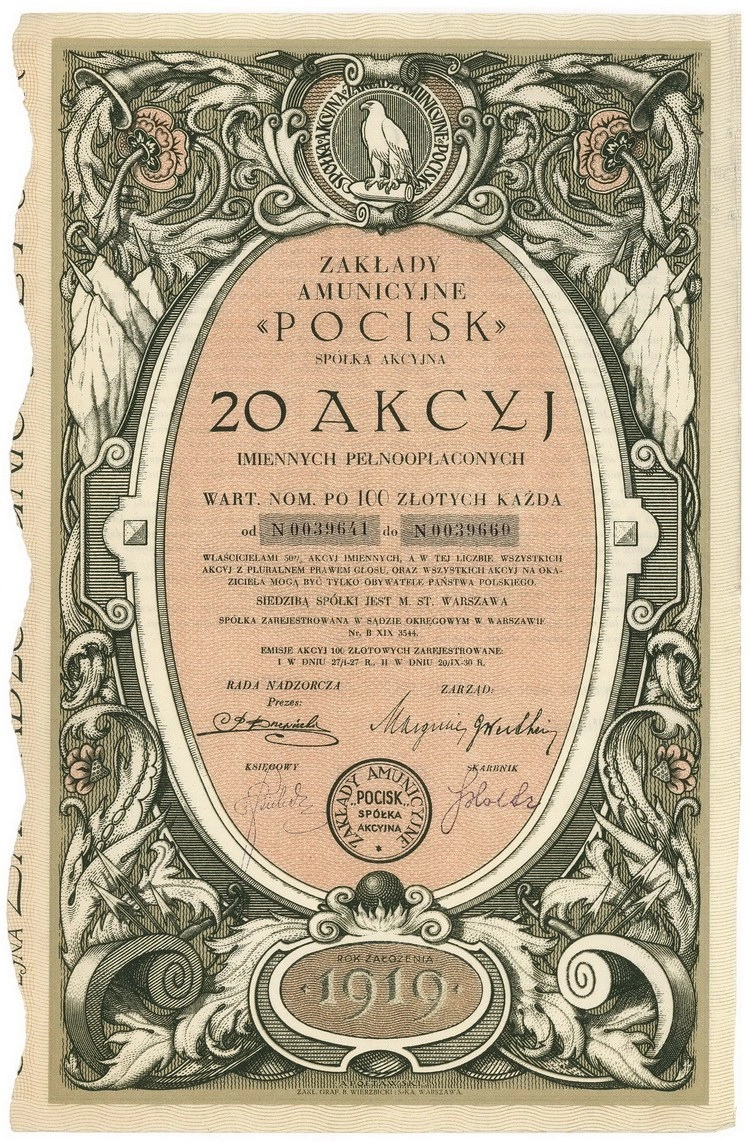 SPÓŁKA·AKCYJNA·ZAKŁADY·AMUNICYJNE·POCISK
ZAKŁADY
AMUNICYJNE
«POCISK»
SPÓŁKA AKCYJNA
20 AKCYJ
IMIENNYCH PEŁNOOPŁACONYCH
WART. NOM. PO 100 ZŁOTYCH KAŻDA
od N0039641 do N0039660
WŁAŚCICIELAMI 50% AKCYJ IMIENNYCH, A W TEJ LICZBIE WSZYSTKICH
AKCYJ Z PLURALNEM PRAWEM GŁOSU, ORAZ WSZYSTKICH AKCYJ NA OKA-
ZICIELA MOGĄ BYĆ TYLKO OBYWATELE PAŃSTWA POLSKIEGO.
SIEDZIBĄ SPÓŁKI JEST M. ST. WARSZAWA
SPÓŁKA ZAREJESTROWANA W SĄDZIE OKRĘGOWYM W WARSZAWIE
Nr. B XIX 3544.
EMISJE AKCYJ 100 ZŁOTOWYCH ZAREJESTROWANE:
I W DNIU 27/I-27 R., II W DNIU 20/IX-30 R.
RADA NADZORCZA
Prezes:
ZARZĄD:
KSIĘGOWY
SKARBNIK
ZAKŁADY AMUNICYJNE
"POCISK"
SPÓŁKA
AKCYJNA
ROK ZAŁOŻENIA
·1919·
ZAKŁ. GRAF. B. WIERZBICKI i S-KA, WARSZAWA.